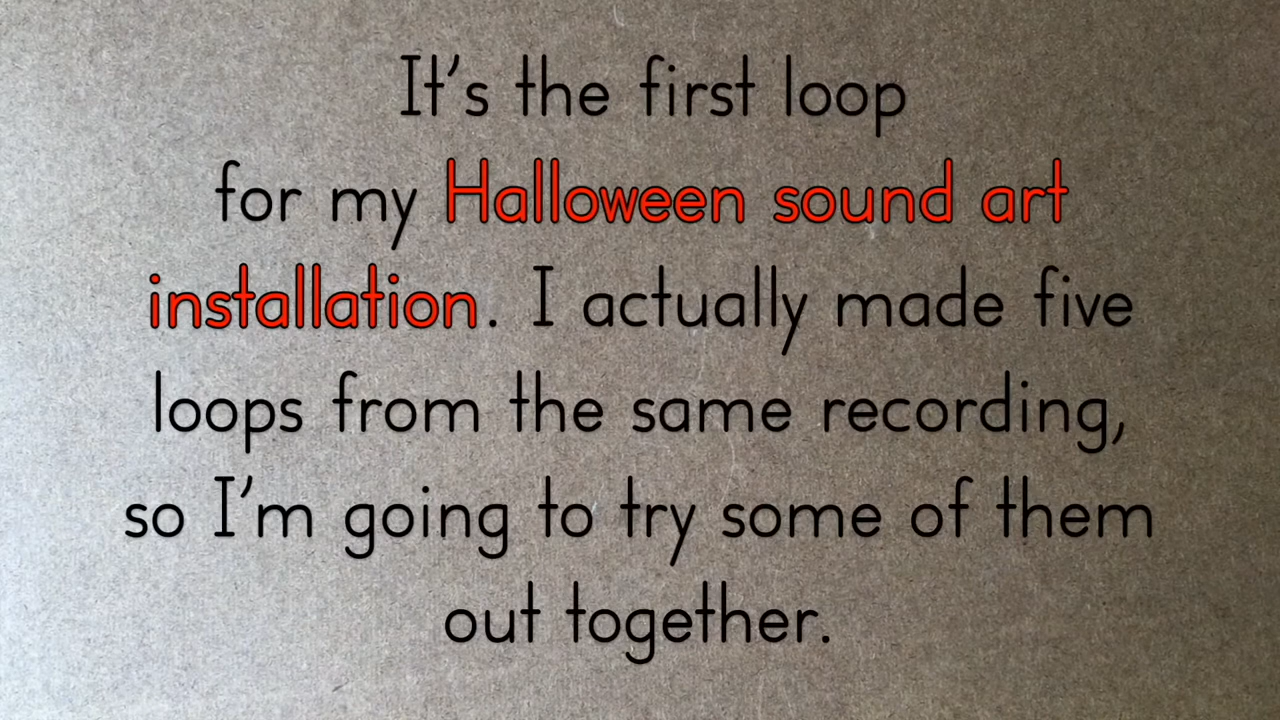 It's the first loop
for my Halloween sound art
installation. I actually made five
loops from the same recording,
so I'm going to try some of them
out together.